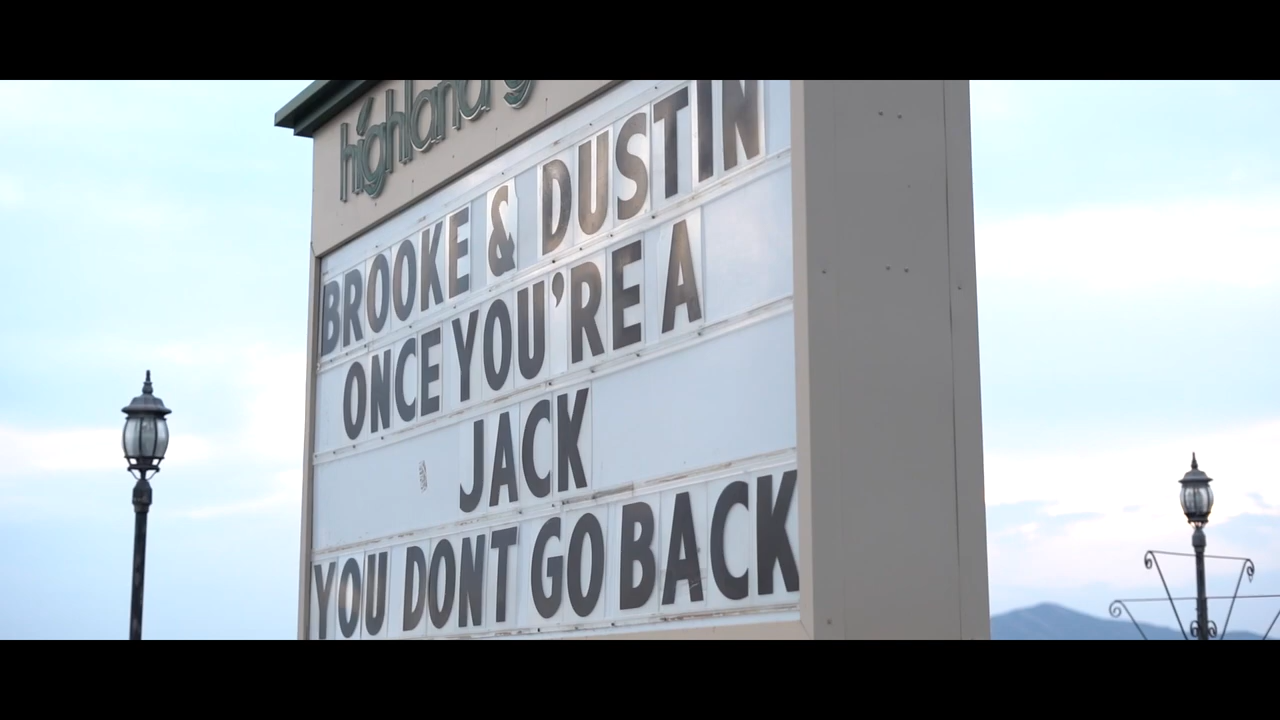 highland g
BROOKE & DUSTIN
ONCE YOU'RE A
JACK
YOU DONT GO BACK